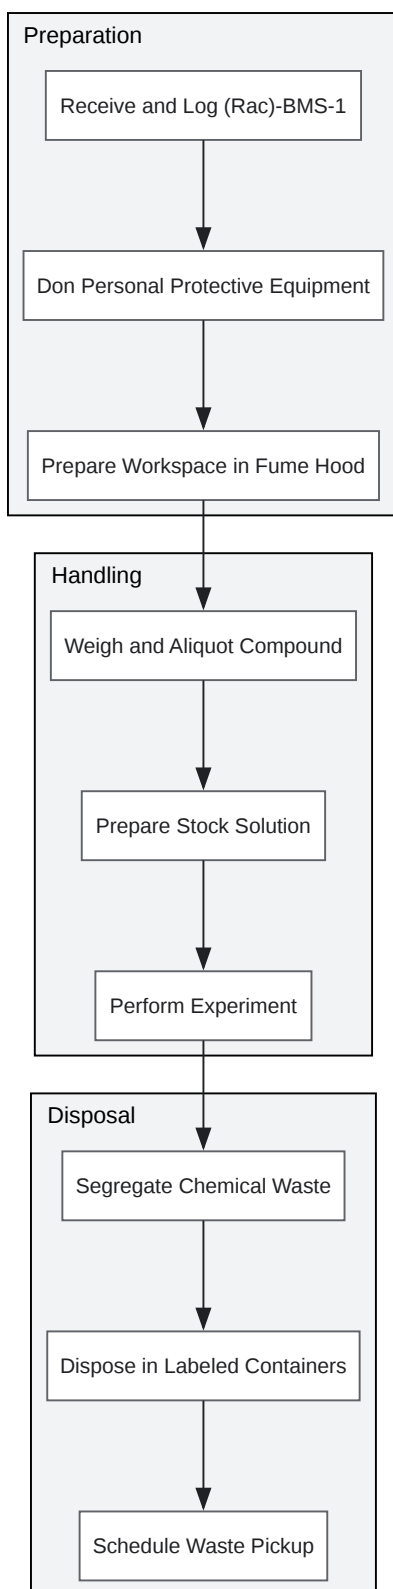 Preparation
Receive and Log (Rac)-BMS-1
Don Personal Protective Equipment
Prepare Workspace in Fume Hood
Handling
Weigh and Aliquot Compound
Prepare Stock Solution
Perform Experiment
Disposal
Segregate Chemical Waste
Dispose in Labeled Containers
Schedule Waste Pickup